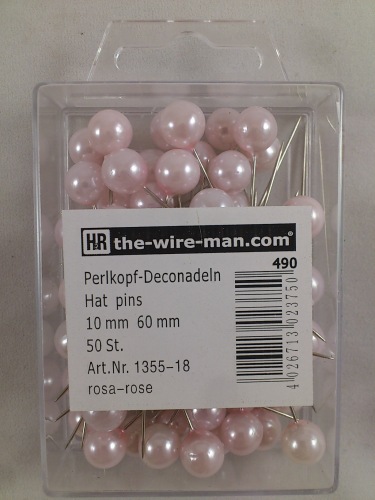 H&R the-wire-man.com®
490
Perlkopf-Deconadeln
Hat pins
10 mm 60 mm
50 St.
Art.Nr. 1355-18
rosa-rose
4 026713 023750